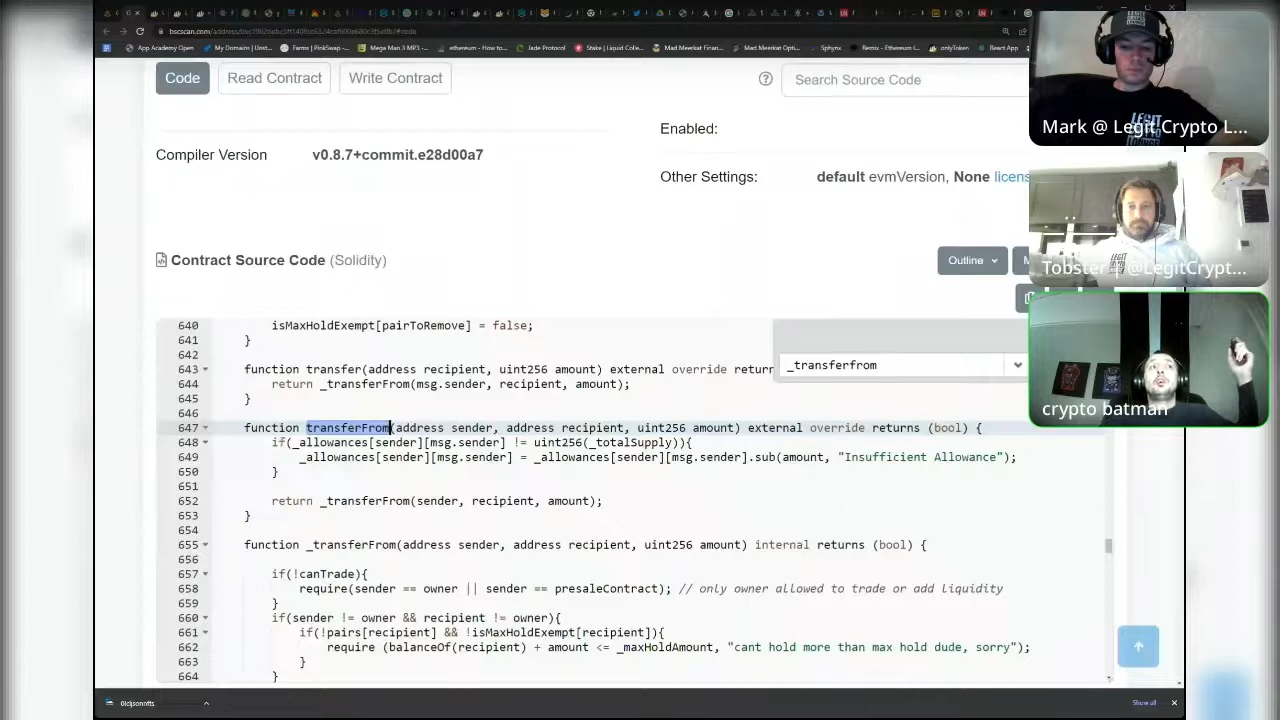 Code
Read Contract
Write Contract
Search Source Code
Mark @ Legit Crypto L...
Enabled:
Compiler Version
v0.8.7+commit.e28d00a7
Other Settings:
default evmVersion, None licens
Contract Source Code (Solidity)
Outline
Tobster | @LegitCrypt...
_transferfrom
crypto batman
640 isMaxHoldExempt[pairToRemove] = false;
641 }
642
643 function transfer(address recipient, uint256 amount) external override return
644 return _transferFrom(msg.sender, recipient, amount);
645 }
646
647 function transferFrom(address sender, address recipient, uint256 amount) external override returns (bool) {
648 if(_allowances[sender][msg.sender] != uint256(_totalSupply)){
649 _allowances[sender][msg.sender] = _allowances[sender][msg.sender].sub(amount, "Insufficient Allowance");
650 }
651
652 return _transferFrom(sender, recipient, amount);
653 }
654
655 function _transferFrom(address sender, address recipient, uint256 amount) internal returns (bool) {
656
657 if(!canTrade){
658 require(sender == owner || sender == presaleContract); // only owner allowed to trade or add liquidity
659 }
660 if(sender != owner && recipient != owner){
661 if(!pairs[recipient] && !isMaxHoldExempt[recipient]){
662 require (balanceOf(recipient) + amount <= _maxHoldAmount, "cant hold more than max hold dude, sorry");
663 }
664 }
Show all